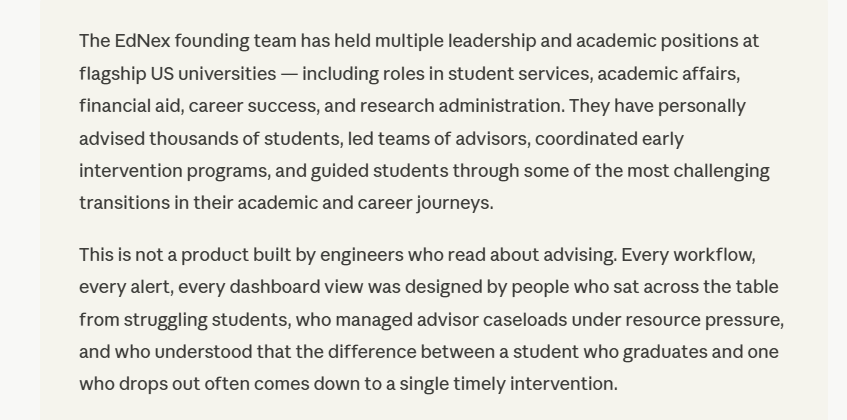 The EdNex founding team has held multiple leadership and academic positions at
flagship US universities — including roles in student services, academic affairs,
financial aid, career success, and research administration. They have personally
advised thousands of students, led teams of advisors, coordinated early
intervention programs, and guided students through some of the most challenging
transitions in their academic and career journeys.
This is not a product built by engineers who read about advising. Every workflow,
every alert, every dashboard view was designed by people who sat across the table
from struggling students, who managed advisor caseloads under resource pressure,
and who understood that the difference between a student who graduates and one
who drops out often comes down to a single timely intervention.